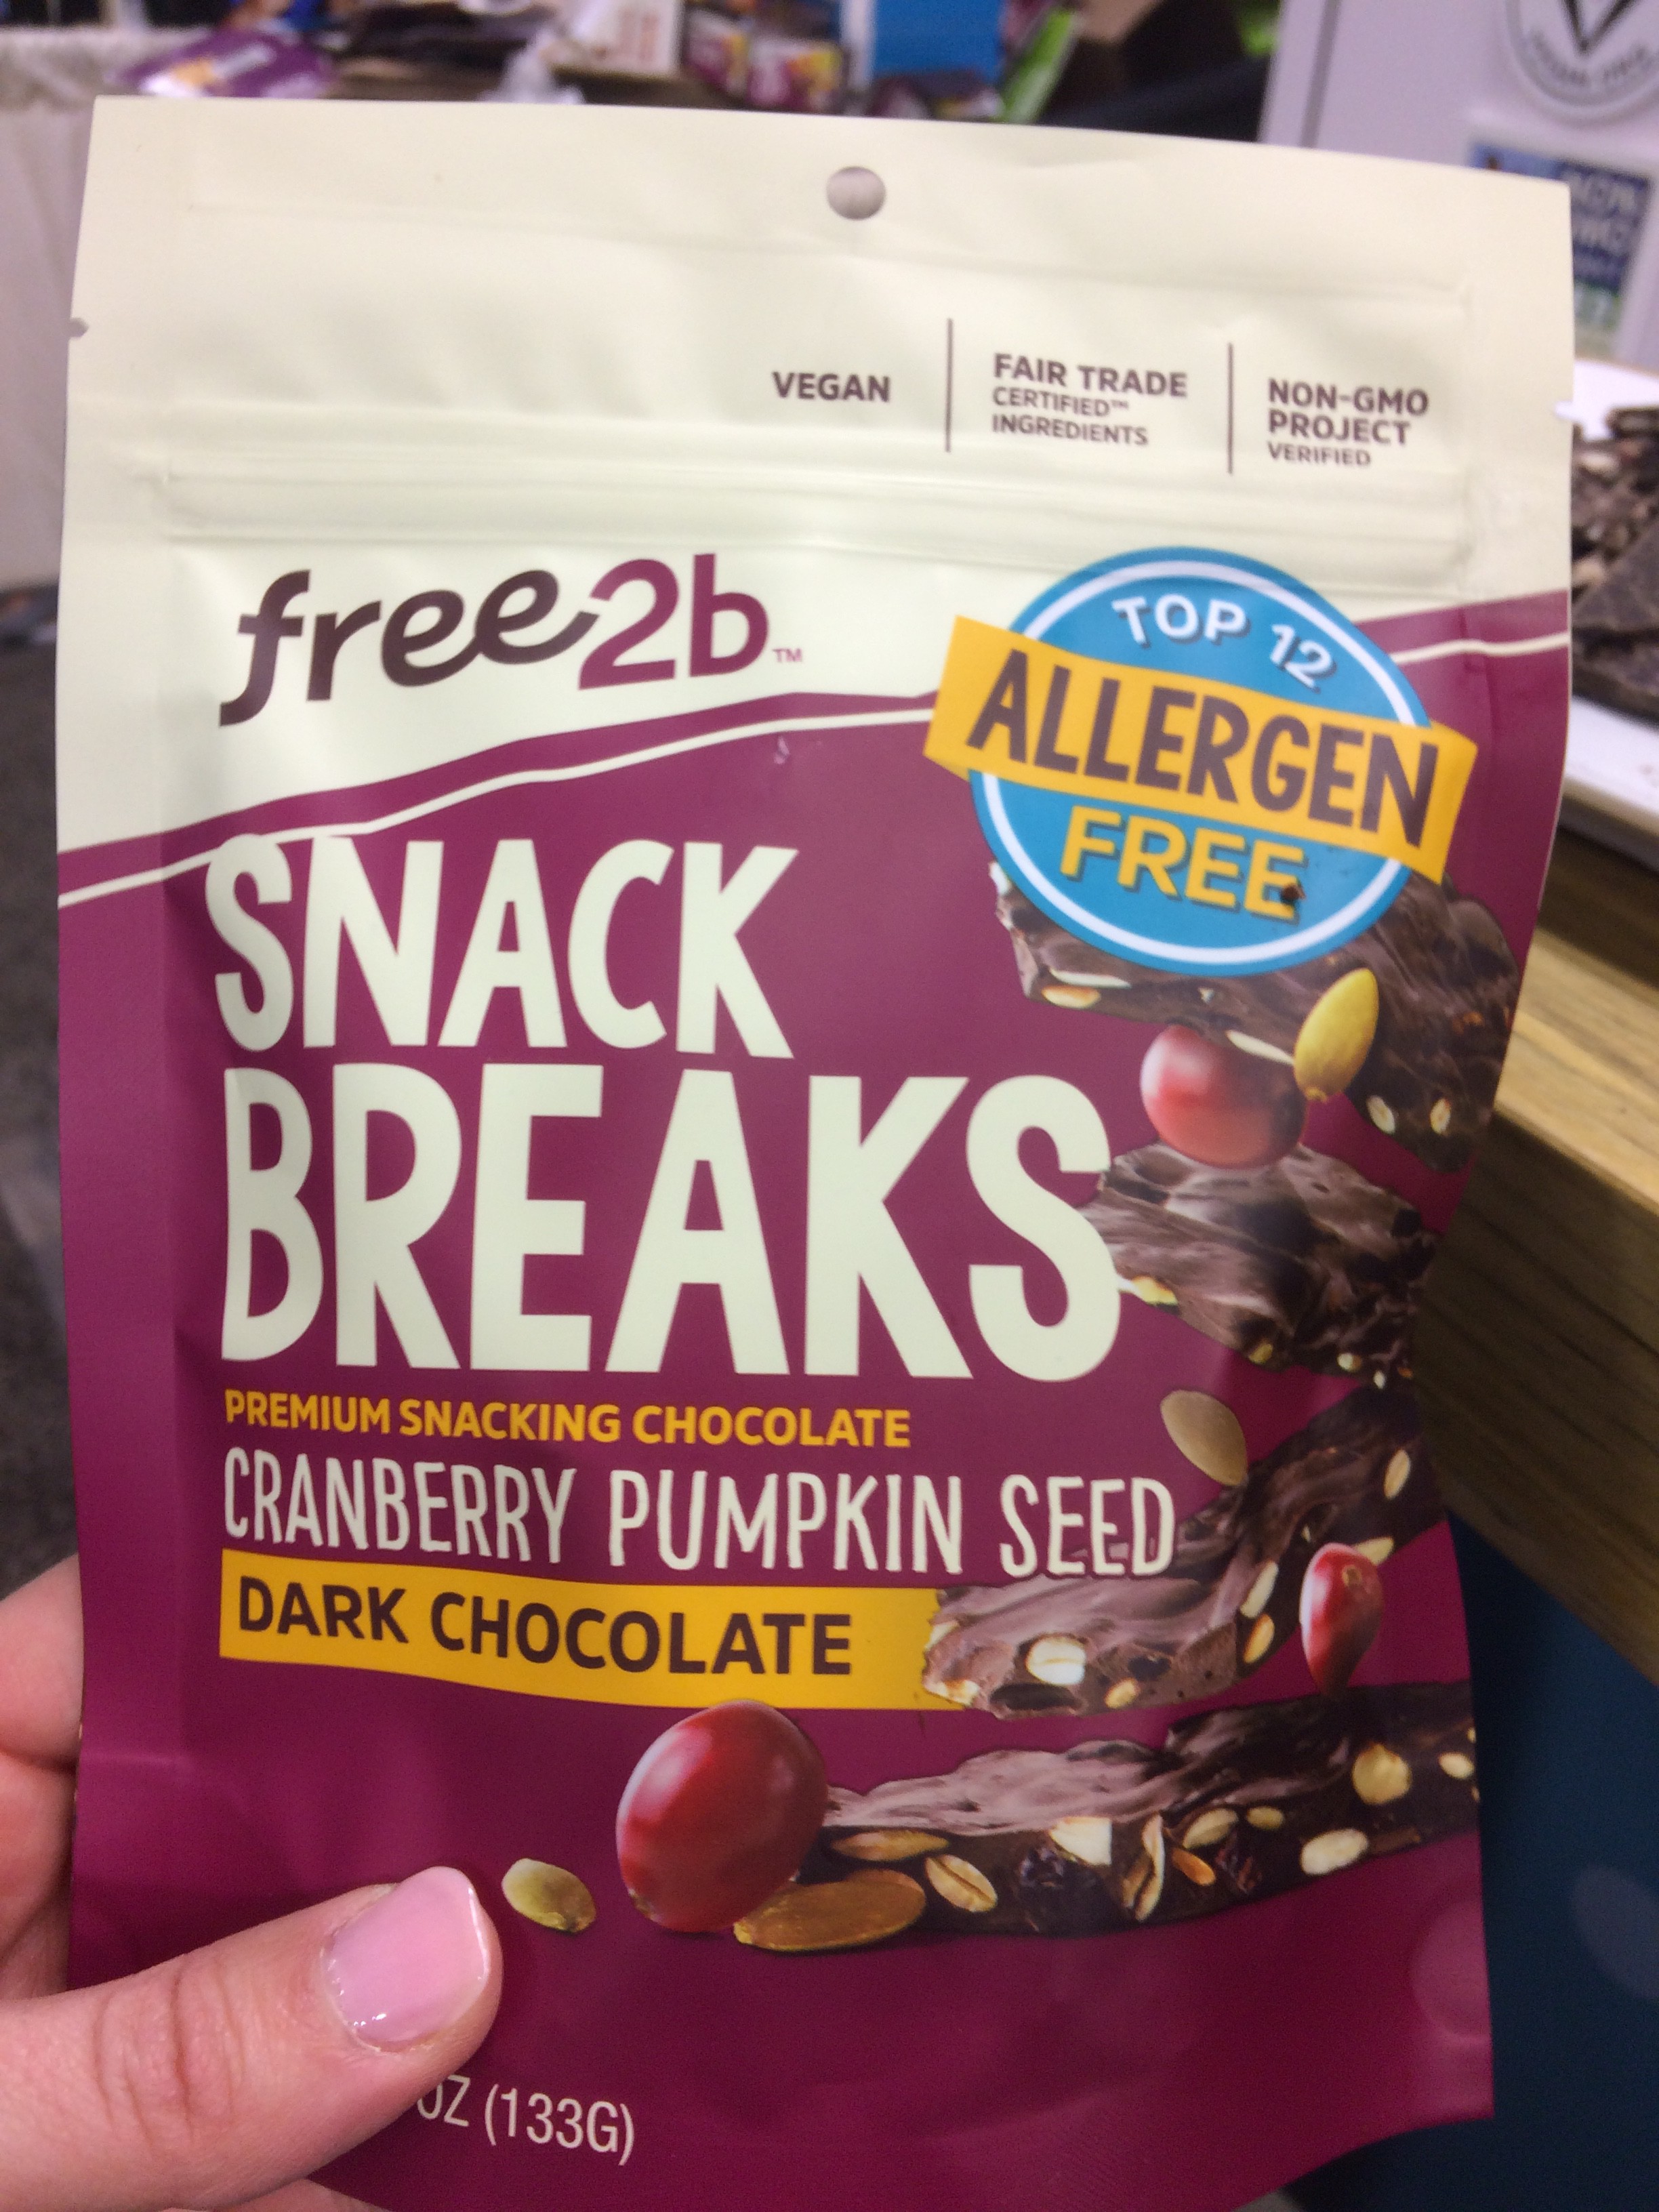 VEGAN
FAIR TRADE
CERTIFIED™
INGREDIENTS
NON-GMO
PROJECT
VERIFIED
free2b™
TOP 12
ALLERGEN
FREE
SNACK
BREAKS
PREMIUM SNACKING CHOCOLATE
CRANBERRY PUMPKIN SEED
DARK CHOCOLATE
OZ (133G)